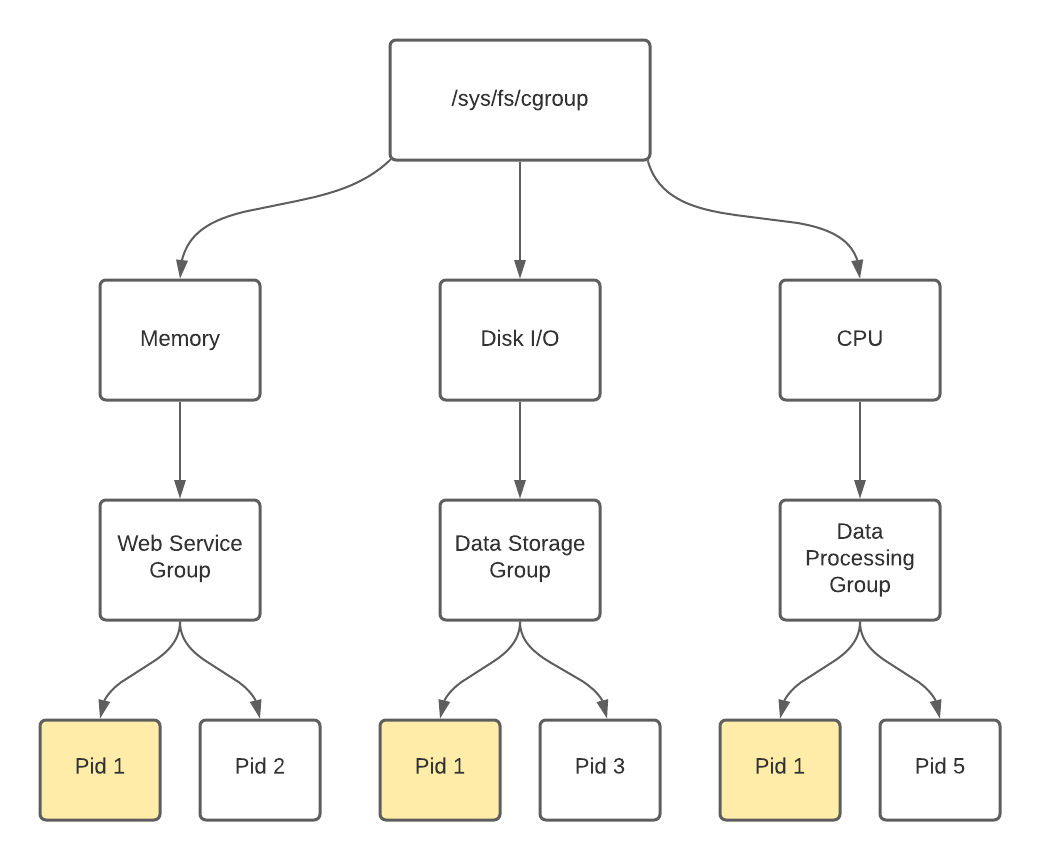 /sys/fs/cgroup
Memory
Disk I/O
CPU
Web Service
Group
Data Storage
Group
Data
Processing
Group
Pid 1
Pid 2
Pid 1
Pid 3
Pid 1
Pid 5